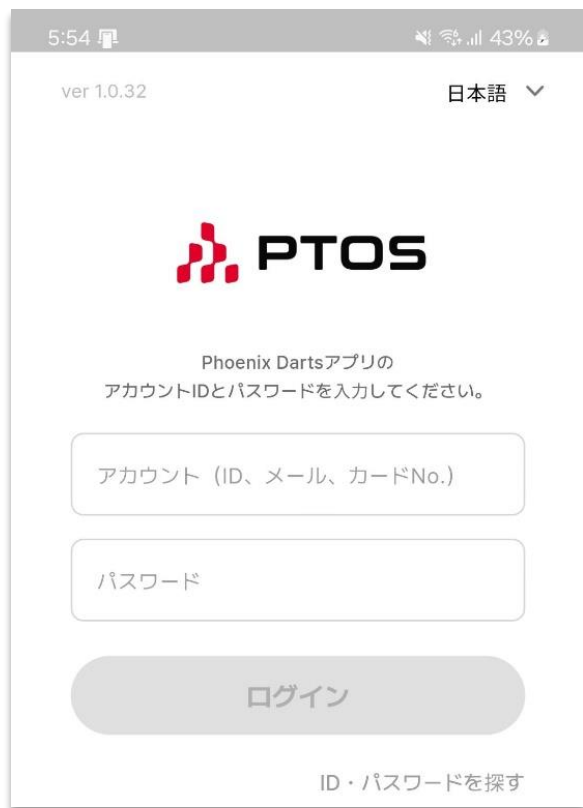 5:54 43%
ver 1.0.32 日本語
PTOS
Phoenix Dartsアプリの
アカウントIDとパスワードを入力してください。
アカウント（ID、メール、カードNo.）
パスワード
ログイン
ID・パスワードを探す